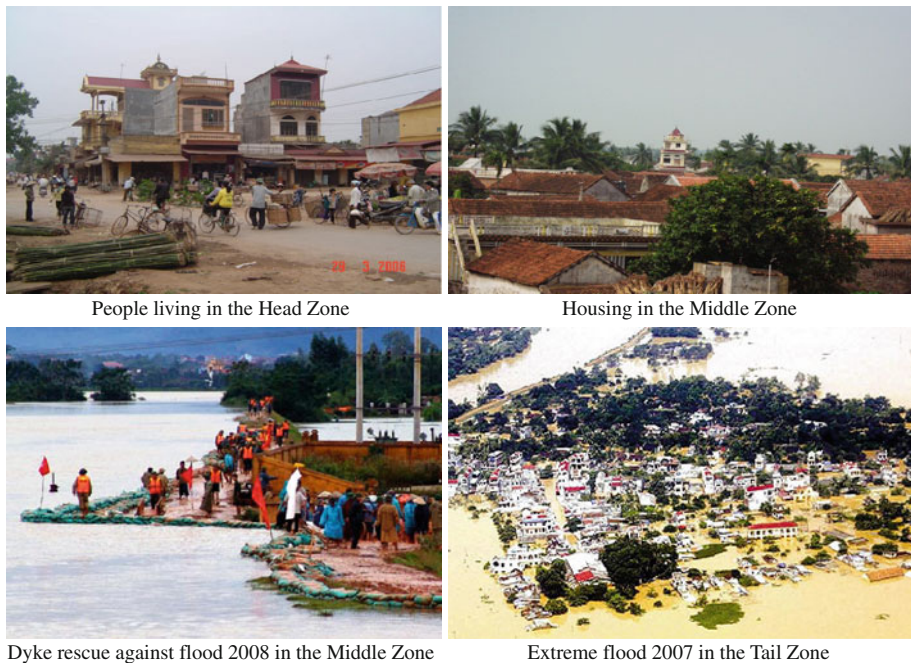 28 3 2006
People living in the Head Zone
Housing in the Middle Zone
Dyke rescue against flood 2008 in the Middle Zone
Extreme flood 2007 in the Tail Zone